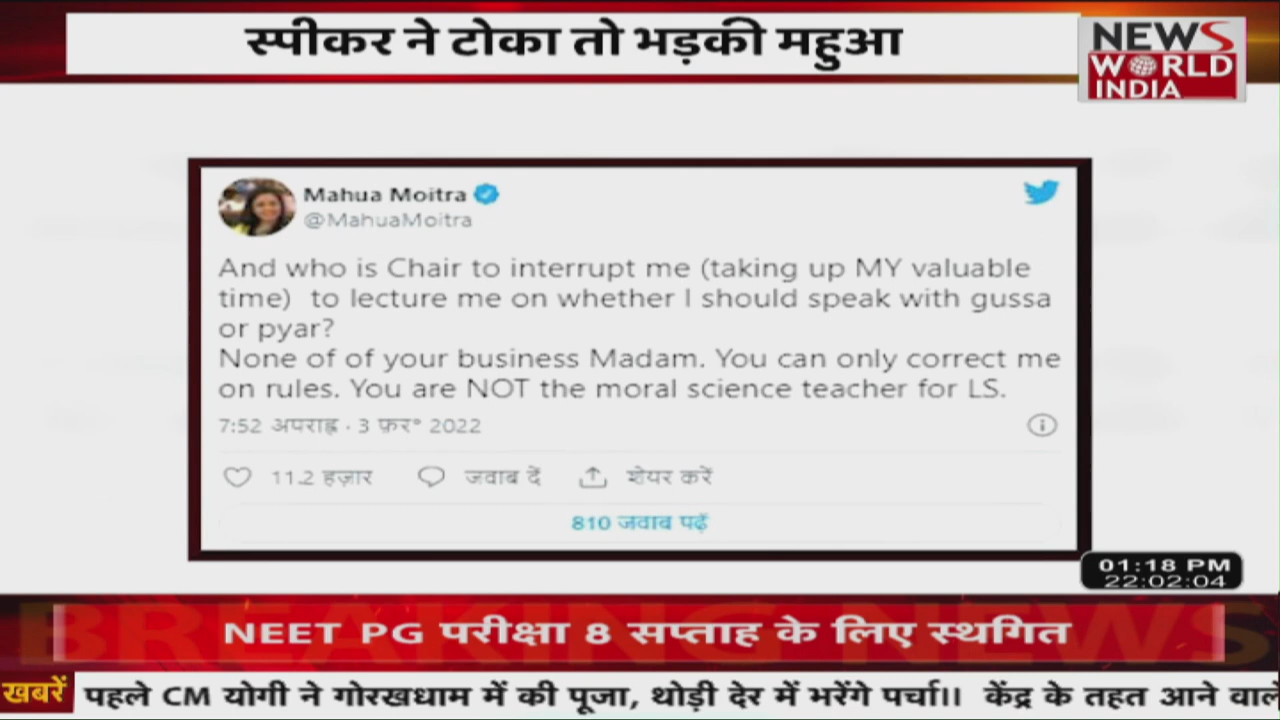 स्पीकर ने टोका तो भड़की महुआ
NEWS
WORLD
INDIA
Mahua Moitra
@MahuaMoitra
And who is Chair to interrupt me (taking up MY valuable
time) to lecture me on whether I should speak with gussa
or pyar?
None of of your business Madam. You can only correct me
on rules. You are NOT the moral science teacher for LS.
7:52 अपराह्न · 3 फ़र॰ 2022
11.2 हज़ार जवाब दें शेयर करें
810 जवाब पढ़ें
01:18 PM
22:02:04
BREAKING NEWS
NEET PG परीक्षा 8 सप्ताह के लिए स्थगित
खबरें पहले CM योगी ने गोरखधाम में की पूजा, थोड़ी देर में भरेंगे पर्चा।। केंद्र के तहत आने वाले